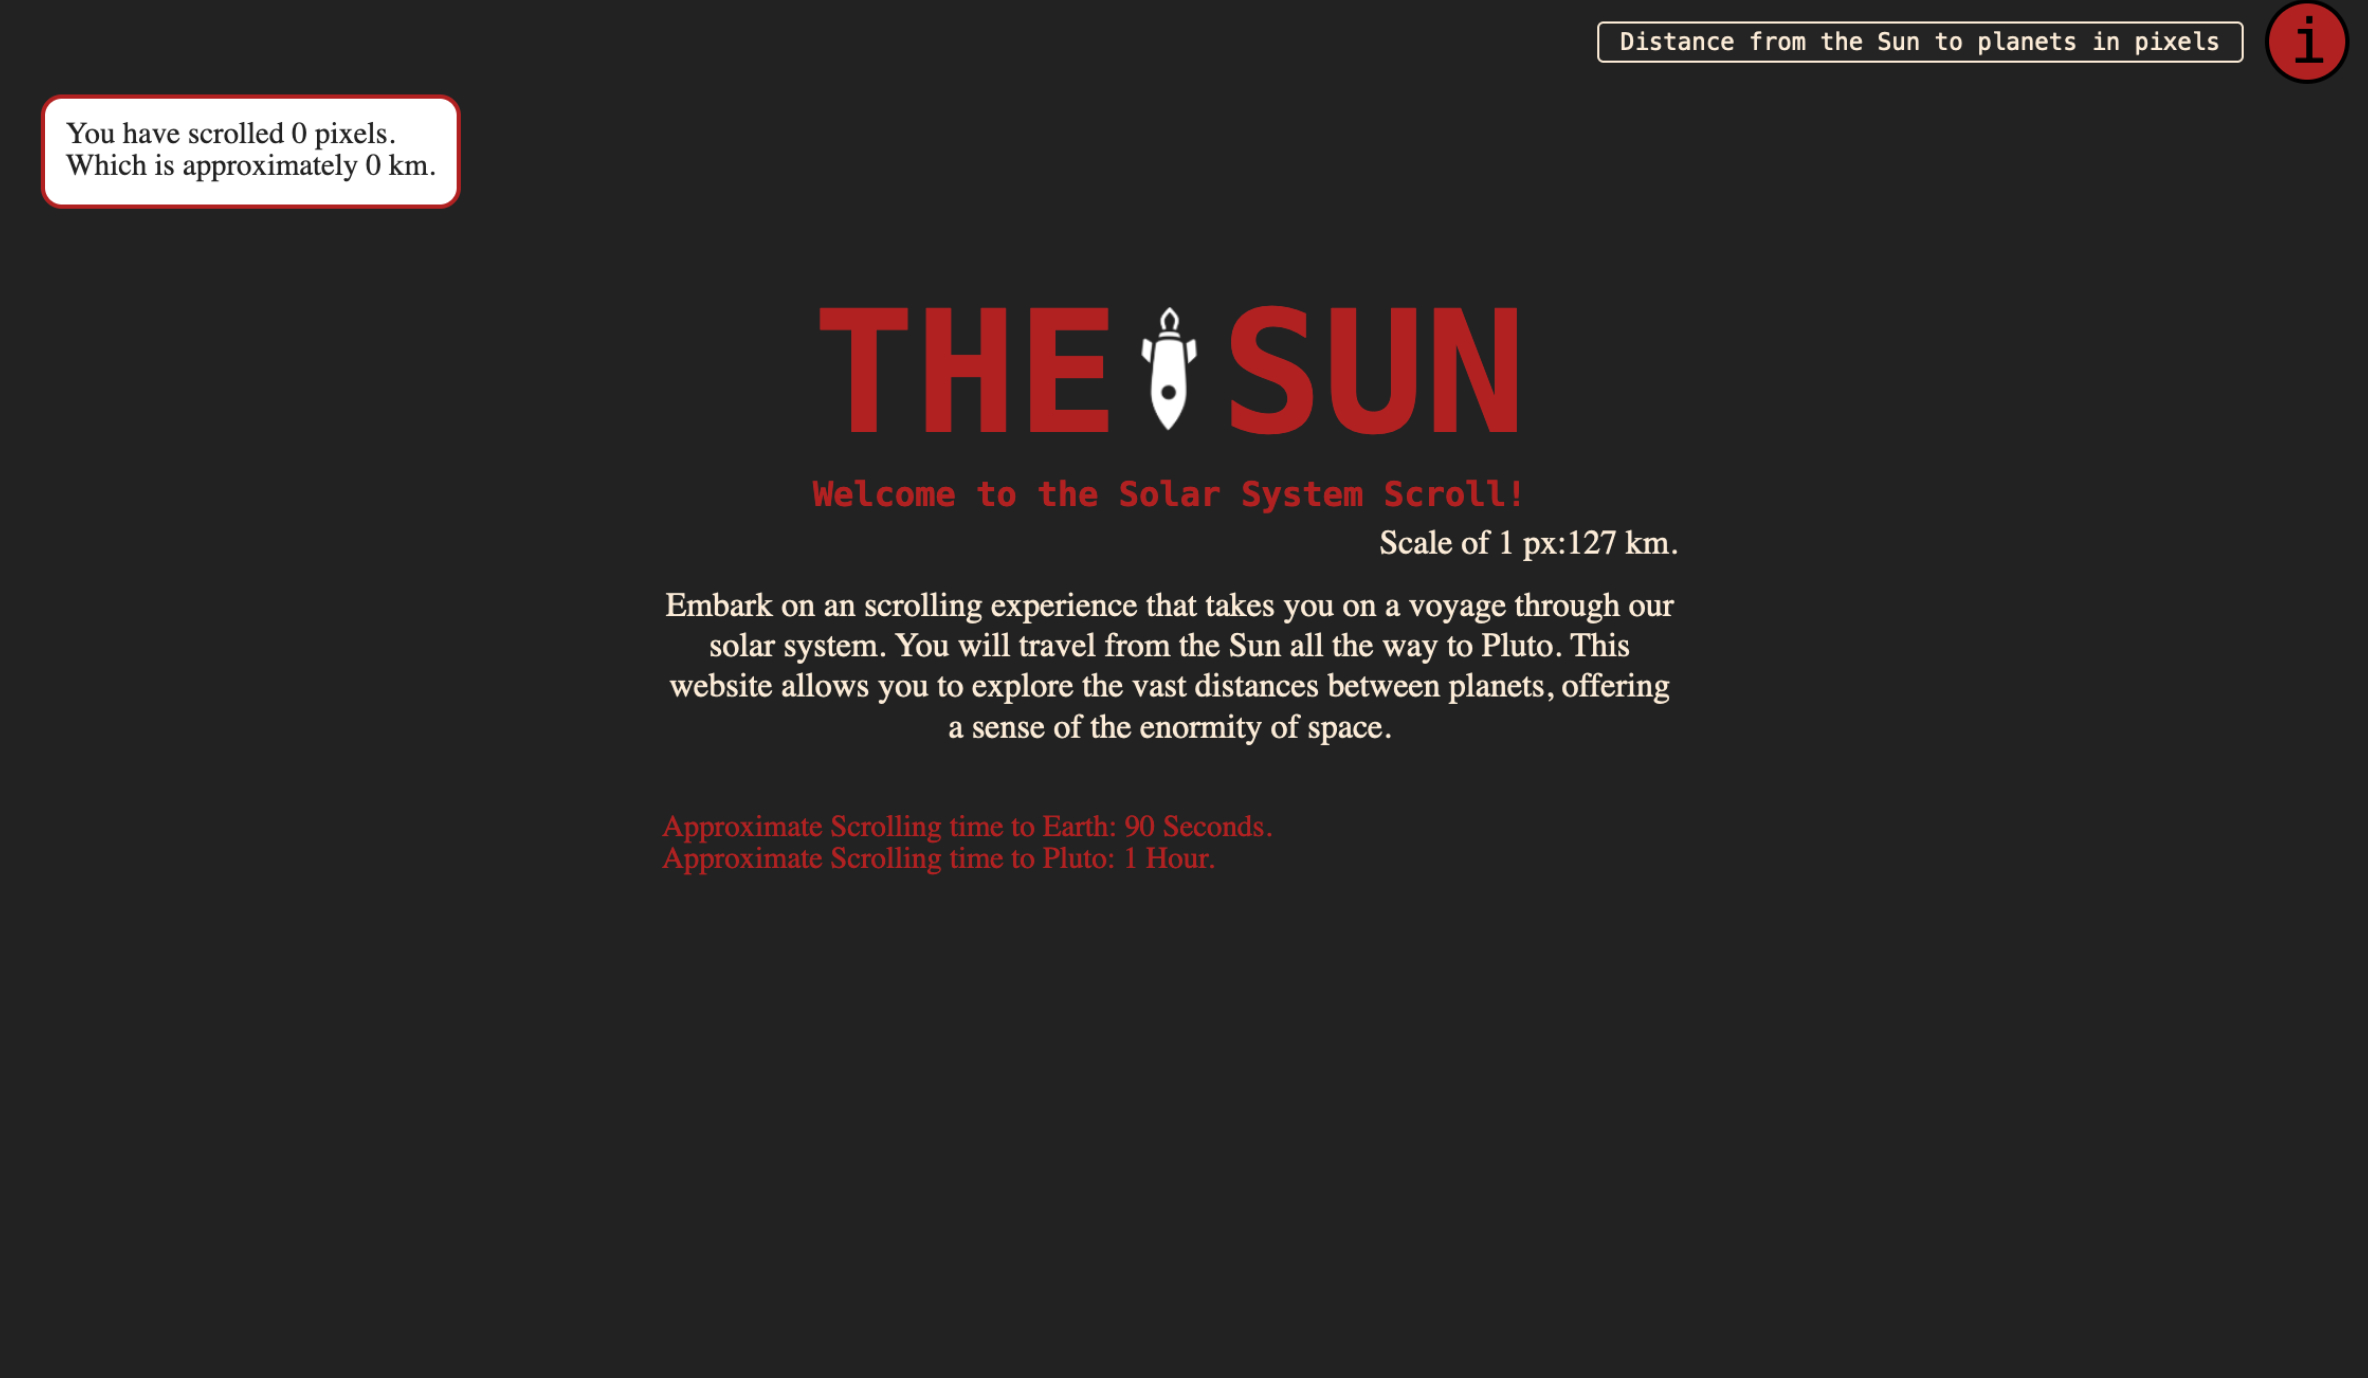 Distance from the Sun to planets in pixels
i
You have scrolled 0 pixels.
Which is approximately 0 km.
THE SUN
Welcome to the Solar System Scroll!
Scale of 1 px:127 km.
Embark on an scrolling experience that takes you on a voyage through our
solar system. You will travel from the Sun all the way to Pluto. This
website allows you to explore the vast distances between planets, offering
a sense of the enormity of space.
Approximate Scrolling time to Earth: 90 Seconds.
Approximate Scrolling time to Pluto: 1 Hour.